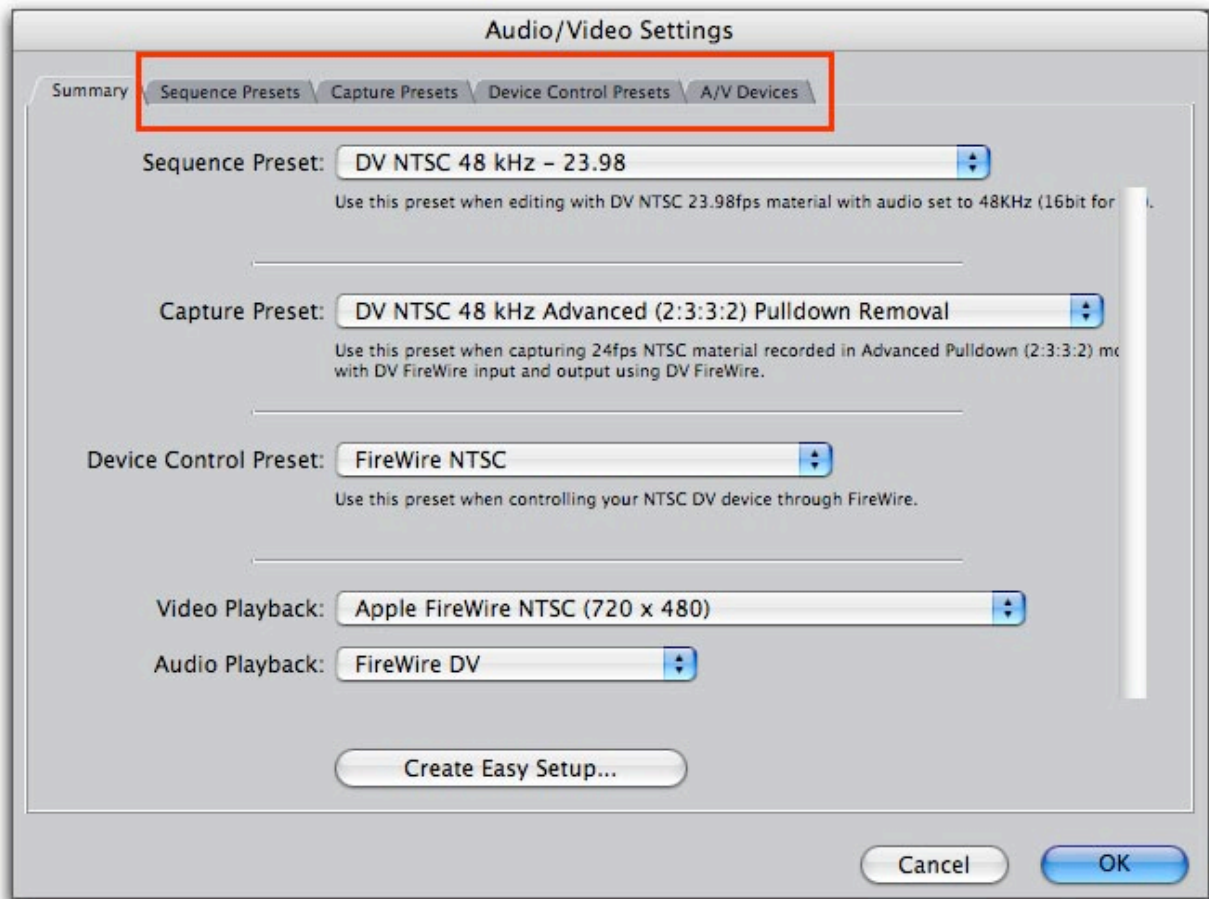 Audio/Video Settings
Summary
Sequence Presets
Capture Presets
Device Control Presets
A/V Devices
Sequence Preset: DV NTSC 48 kHz – 23.98
Use this preset when editing with DV NTSC 23.98fps material with audio set to 48KHz (16bit for
Capture Preset: DV NTSC 48 kHz Advanced (2:3:3:2) Pulldown Removal
Use this preset when capturing 24fps NTSC material recorded in Advanced Pulldown (2:3:3:2)
with DV FireWire input and output using DV FireWire.
Device Control Preset: FireWire NTSC
Use this preset when controlling your NTSC DV device through FireWire.
Video Playback: Apple FireWire NTSC (720 x 480)
Audio Playback: FireWire DV
Create Easy Setup...
Cancel
OK